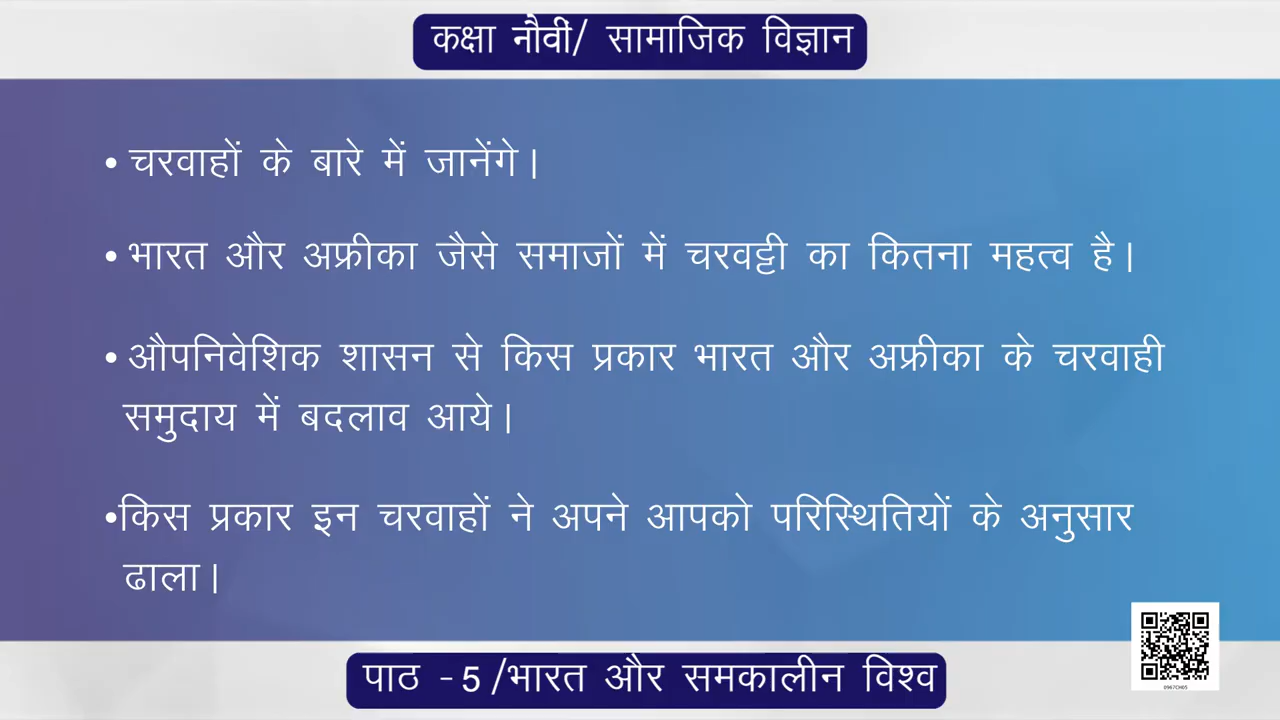 कक्षा नौवीं/ सामाजिक विज्ञान
• चरवाहों के बारे में जानेंगे।
• भारत और अफ्रीका जैसे समाजों में चरवट्टी का कितना महत्व है।
• औपनिवेशिक शासन से किस प्रकार भारत और अफ्रीका के चरवाही
समुदाय में बदलाव आये।
•किस प्रकार इन चरवाहों ने अपने आपको परिस्थितियों के अनुसार
ढाला।
0967CH05
पाठ -5/भारत और समकालीन विश्व